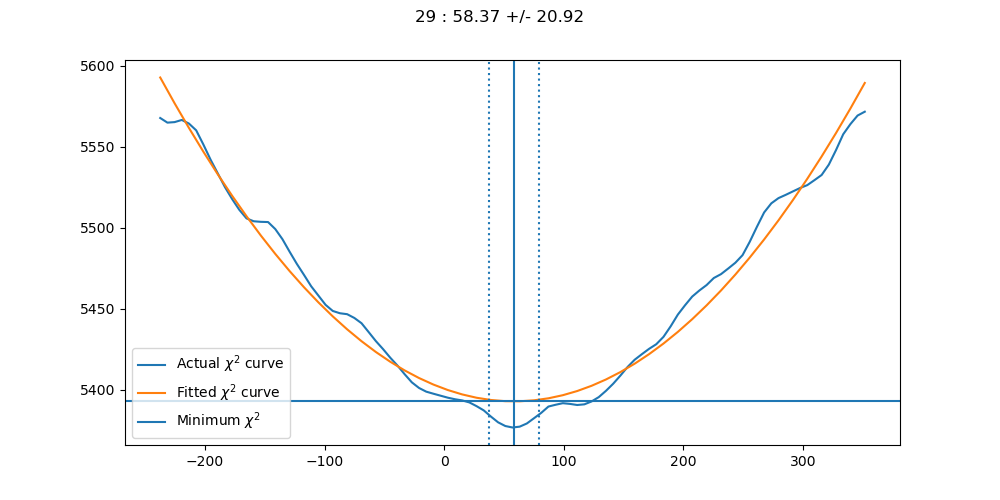 29 : 58.37 +/- 20.92
5600
5550
5500
5450
5400
Actual χ² curve
Fitted χ² curve
Minimum χ²
−200
−100
0
100
200
300